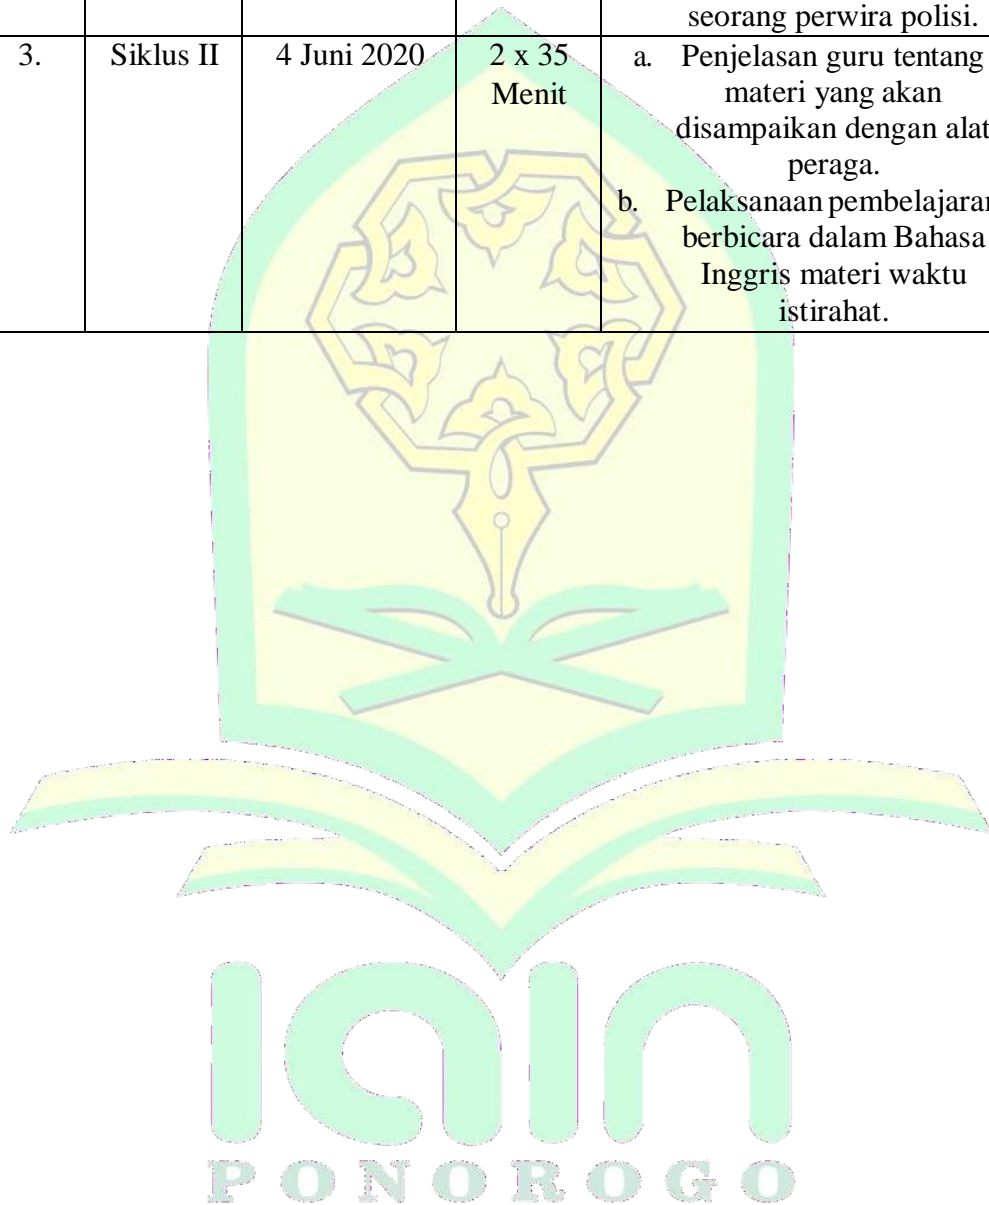 seorang perwira polisi.
3. Siklus II 4 Juni 2020 2 x 35 a. Penjelasan guru tentang
Menit materi yang akan
disampaikan dengan alat
peraga.
b. Pelaksanaan pembelajaran
berbicara dalam Bahasa
Inggris materi waktu
istirahat.
iain
PONOROGO